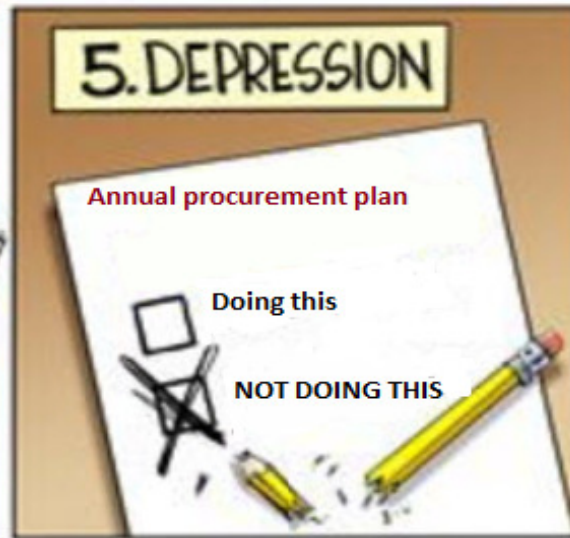 5. DEPRESSION
Annual procurement plan
Doing this
NOT DOING THIS